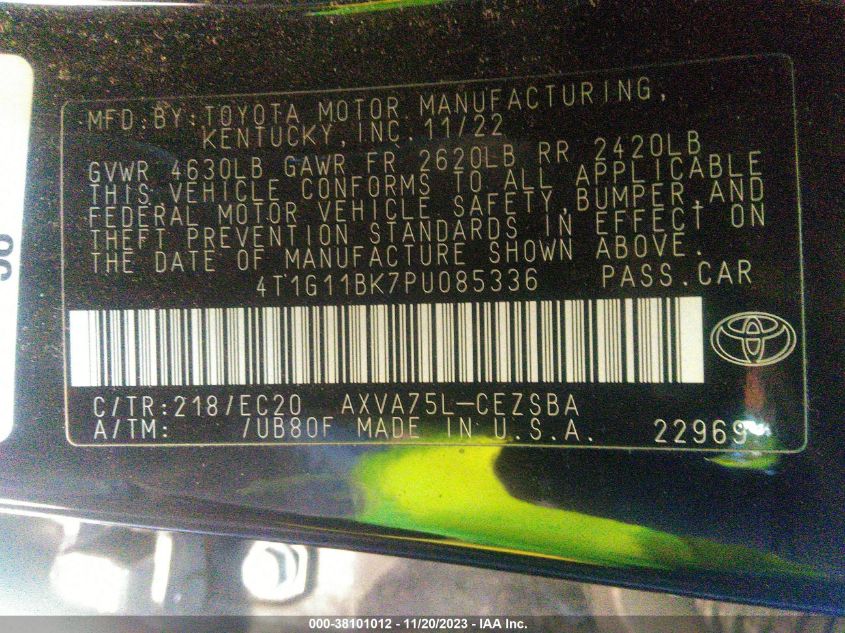 MFD.BY:TOYOTA MOTOR MANUFACTURING,
KENTUCKY,INC.11/22
GVWR 4630LB GAWR FR 2620LB RR 2420LB
THIS VEHICLE CONFORMS TO ALL APPLICABLE
FEDERAL MOTOR VEHICLE SAFETY,BUMPER,AND
THEFT PREVENTION STANDARDS IN EFFECT ON
THE DATE OF MANUFACTURE SHOWN ABOVE.
4T1G11BK7PU085336 PASS.CAR
C/TR:218/EC20 AXVA75L-CEZSBA
A/TM: /UB80F MADE IN U.S.A. 22969
000-38101012 - 11/20/2023 - IAA Inc.